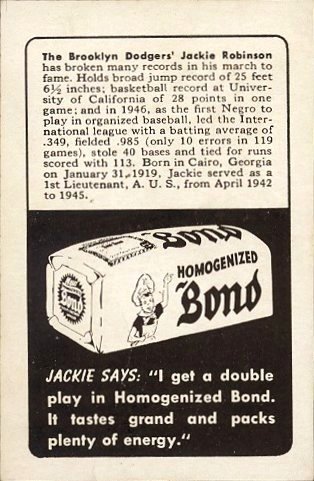 The Brooklyn Dodgers' Jackie Robinson
has broken many records in his march to
fame. Holds broad jump record of 25 feet
6½ inches; basketball record at Univer-
sity of California of 28 points in one
game; and in 1946, as the first Negro to
play in organized baseball, led the Inter-
national league with a batting average of
.349, fielded .985 (only 10 errors in 119
games), stole 40 bases and tied for runs
scored with 113. Born in Cairo, Georgia
on January 31, 1919, Jackie served as a
1st Lieutenant, A. U. S., from April 1942
to 1945.
Bond
HOMOGENIZED
Bond
Bond
JACKIE SAYS: "I get a double
play in Homogenized Bond.
It tastes grand and packs
plenty of energy."